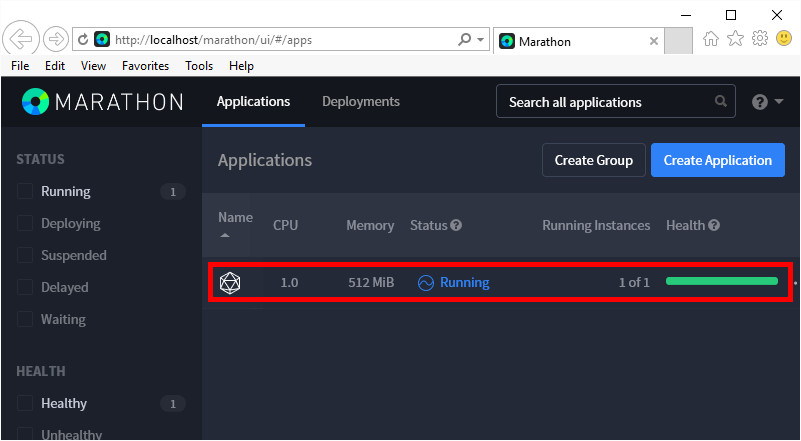 http://localhost/marathon/ui/#/apps
Marathon
File Edit View Favorites Tools Help
MARATHON
Applications Deployments
Search all applications
?
STATUS
Running 1
Deploying
Suspended
Delayed
Waiting
HEALTH
Healthy 1
Unhealthy
Applications
Create Group
Create Application
Name CPU Memory Status ? Running Instances Health ?
1.0 512 MiB Running 1 of 1